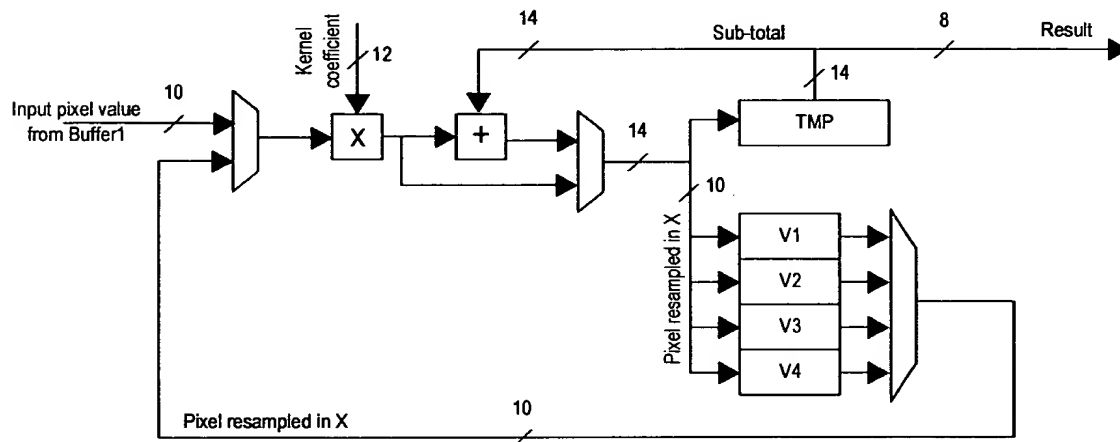 14
Sub-total
8
Result
Kernel
coefficient
12
14
Input pixel value
from Buffer1
10
X
+
14
TMP
10
Pixel resampled in X
V1
V2
V3
V4
10
Pixel resampled in X